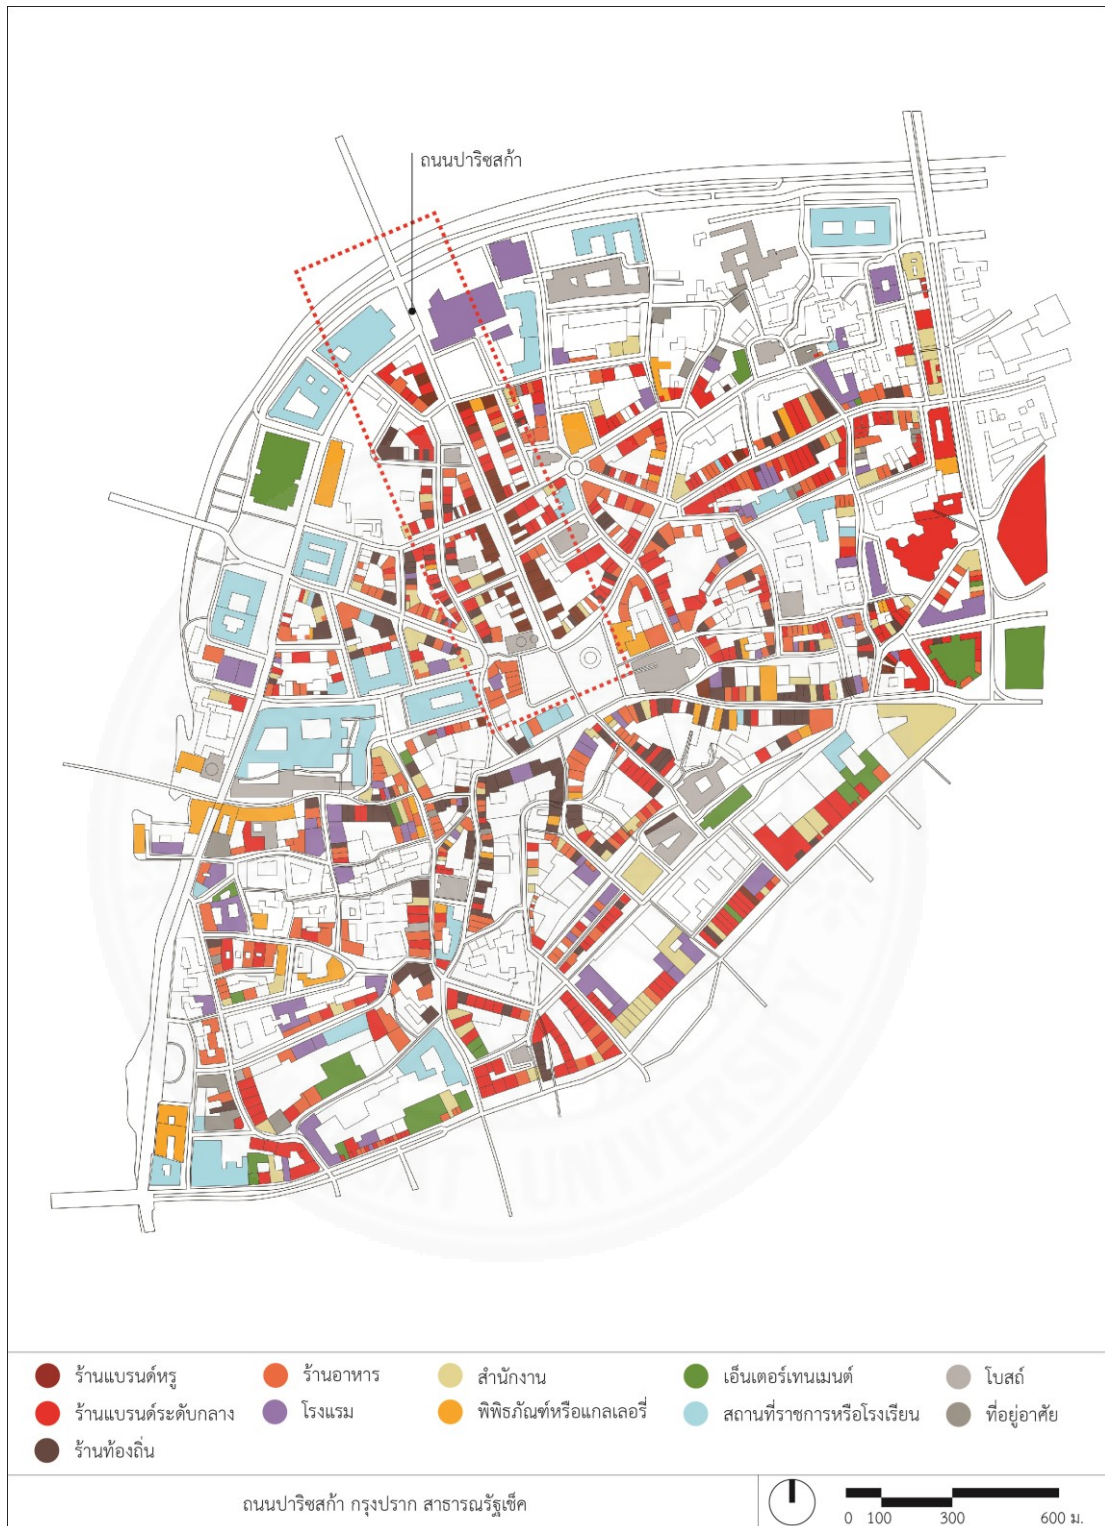 ถนนปาริซสก้า
ร้านแบรนด์หรู
ร้านอาหาร
สำนักงาน
เอ็นเตอร์เทนเมนต์
โบสถ์
ร้านแบรนด์ระดับกลาง
โรงแรม
พิพิธภัณฑ์หรือแกลเลอรี่
สถานที่ราชการหรือโรงเรียน
ที่อยู่อาศัย
ร้านท้องถิ่น
ถนนปาริซสก้า กรุงปราก สาธารณรัฐเช็ค
0 100 300 600 ม.
UNIVERSITY